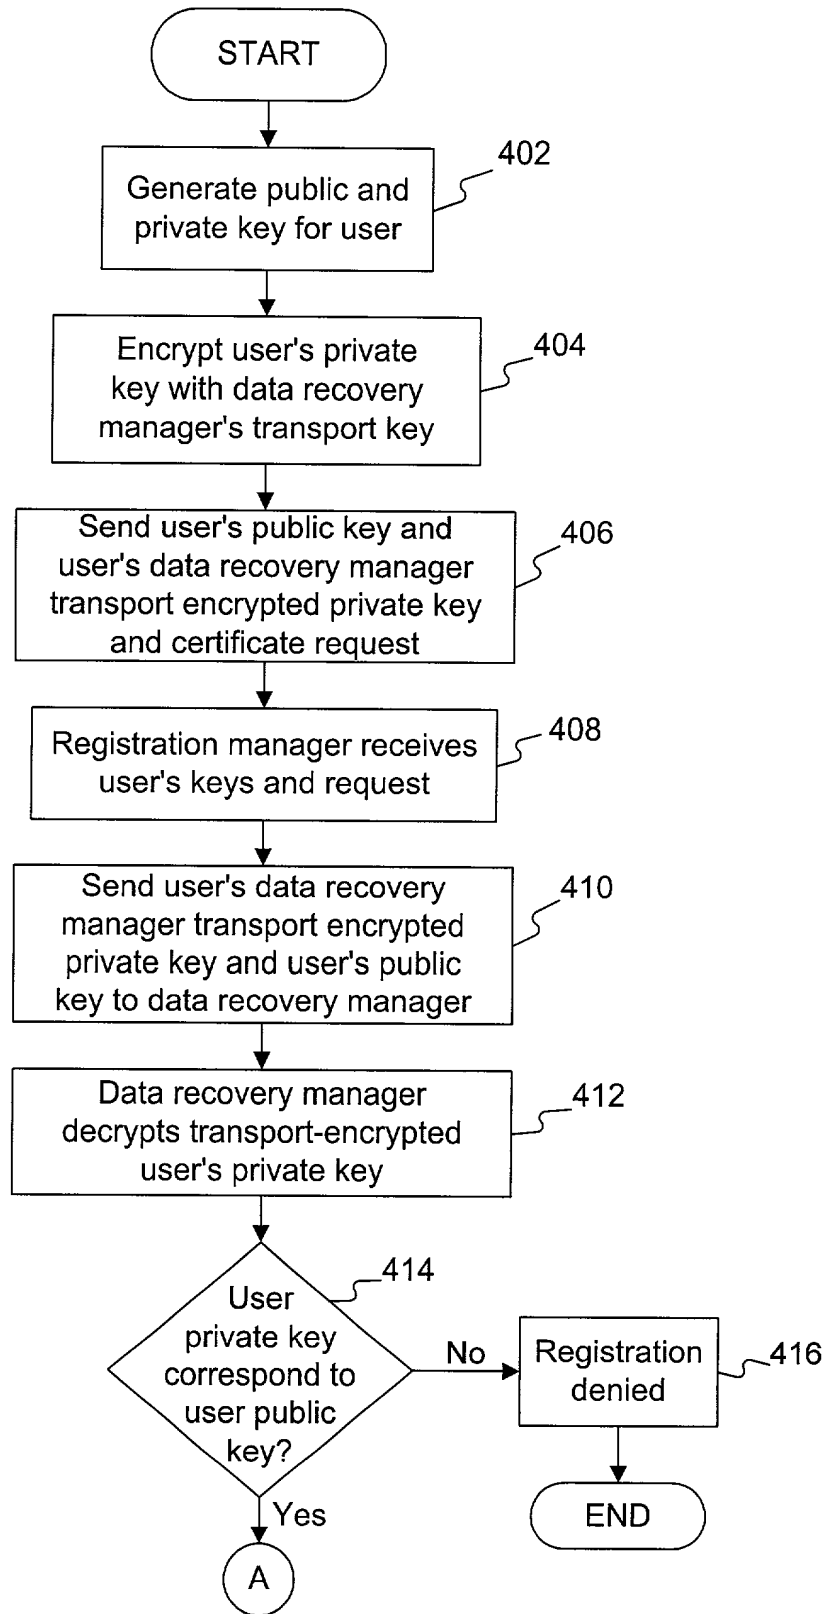 START
402
Generate public and
private key for user
404
Encrypt user's private
key with data recovery
manager's transport key
406
Send user's public key and
user's data recovery manager
transport encrypted private key
and certificate request
408
Registration manager receives
user's keys and request
410
Send user's data recovery
manager transport encrypted
private key and user's public
key to data recovery manager
412
Data recovery manager
decrypts transport-encrypted
user's private key
414
User
private key
correspond to
user public
key?
No
Registration
denied
416
Yes
END
A